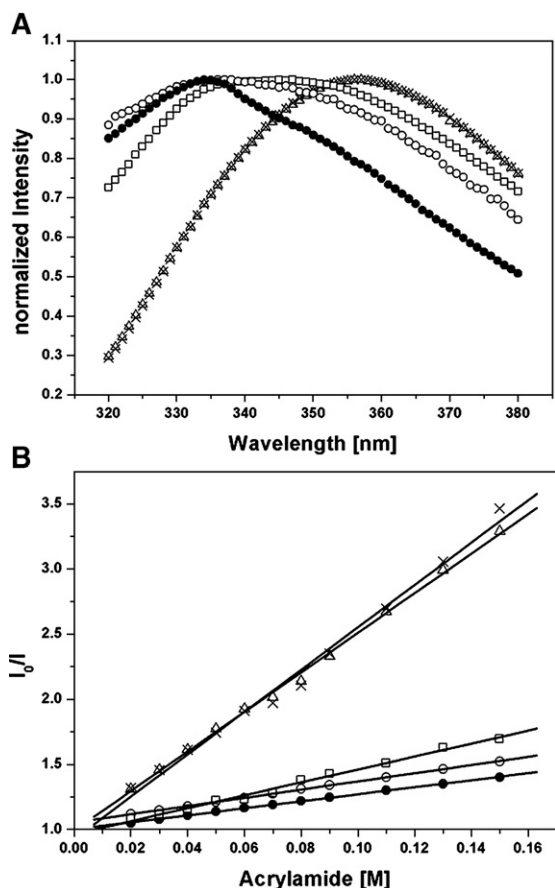 A
normalized Intensity
1.0
0.9
0.8
0.7
0.6
0.5
0.4
0.3
0.2
320 330 340 350 360 370 380
Wavelength [nm]
B
I₀/I
3.5
3.0
2.5
2.0
1.5
1.0
0.00 0.02 0.04 0.06 0.08 0.10 0.12 0.14 0.16
Acrylamide [M]